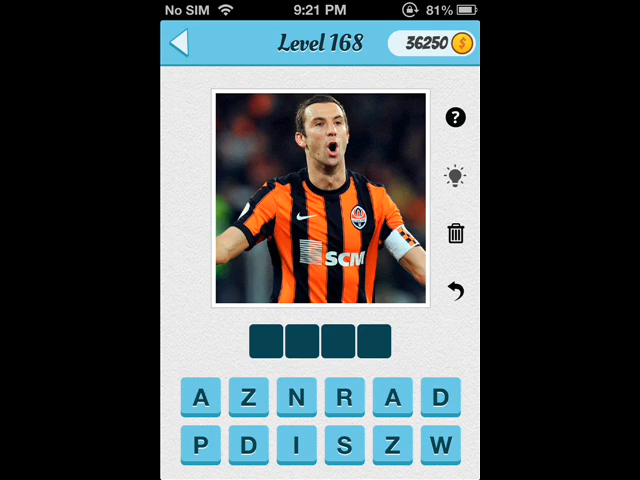 No SIM 9:21 PM 81%
Level 168 36250
SCM
A Z N R A D
P D I S Z W